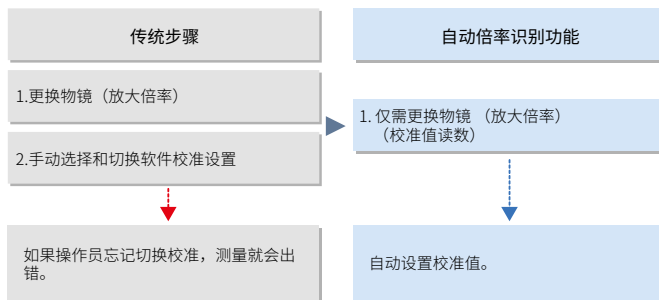 传统步骤
1.更换物镜（放大倍率）
2.手动选择和切换软件校准设置
如果操作员忘记切换校准，测量就会出
错。
自动倍率识别功能
1. 仅需更换物镜 （放大倍率）
（校准值读数）
自动设置校准值。